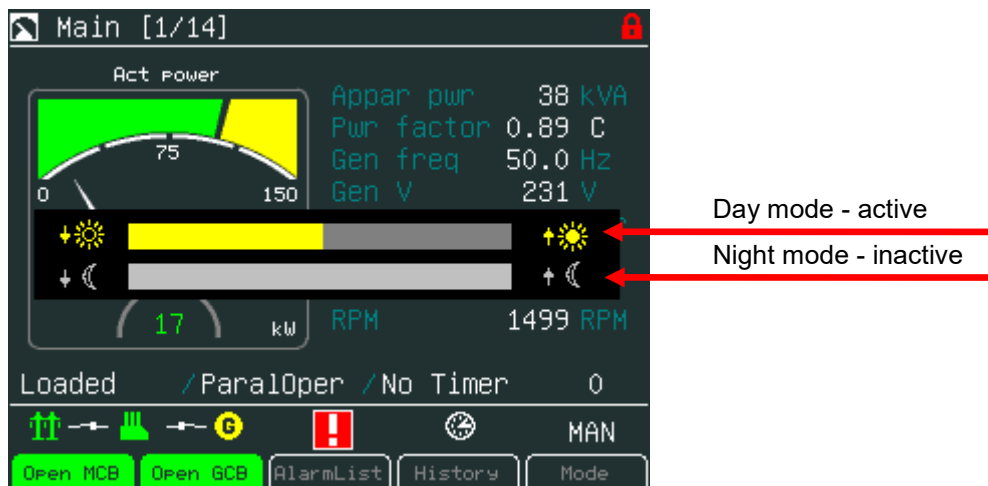 Main [1/14]
Act power
75
0
150
17
kW
Appar pwr 38 kVA
Pwr factor 0.89 C
Gen freq 50.0 Hz
Gen V 231 V
RPM 1499 RPM
Day mode - active
Night mode - inactive
Loaded /ParalOper /No Timer 0
G
!
MAN
Open MCB Open GCB AlarmList History Mode